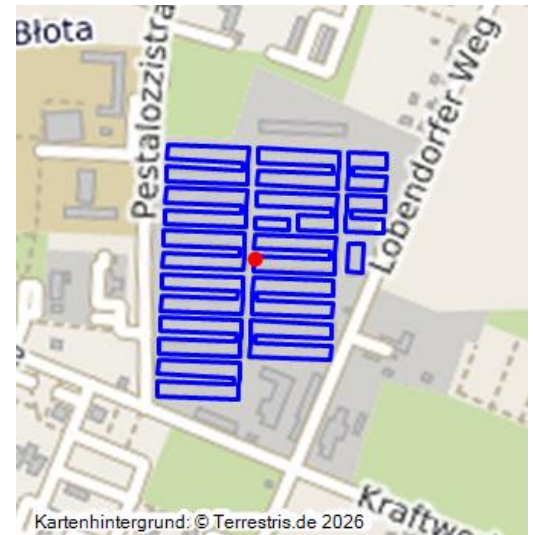 Błota
Pestalozzistra
Lobendorfer Weg
Kraftwe
Kartenhintergrund: © Terrestris.de 2026